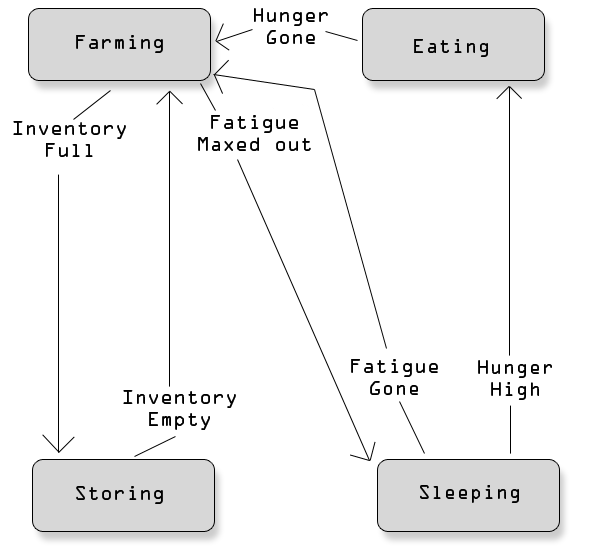 Hunger
Gone
Farming
Eating
Inventory
Full
Fatigue
Maxed out
Fatigue
Gone
Hunger
High
Inventory
Empty
Storing
Sleeping